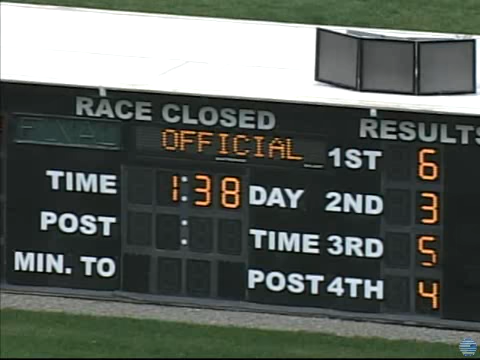 RACE CLOSED
RESULTS
FINAL
OFFICIAL
1ST 6
TIME 1:38 DAY 2ND 3
POST : TIME 3RD 5
MIN. TO POST 4TH 4